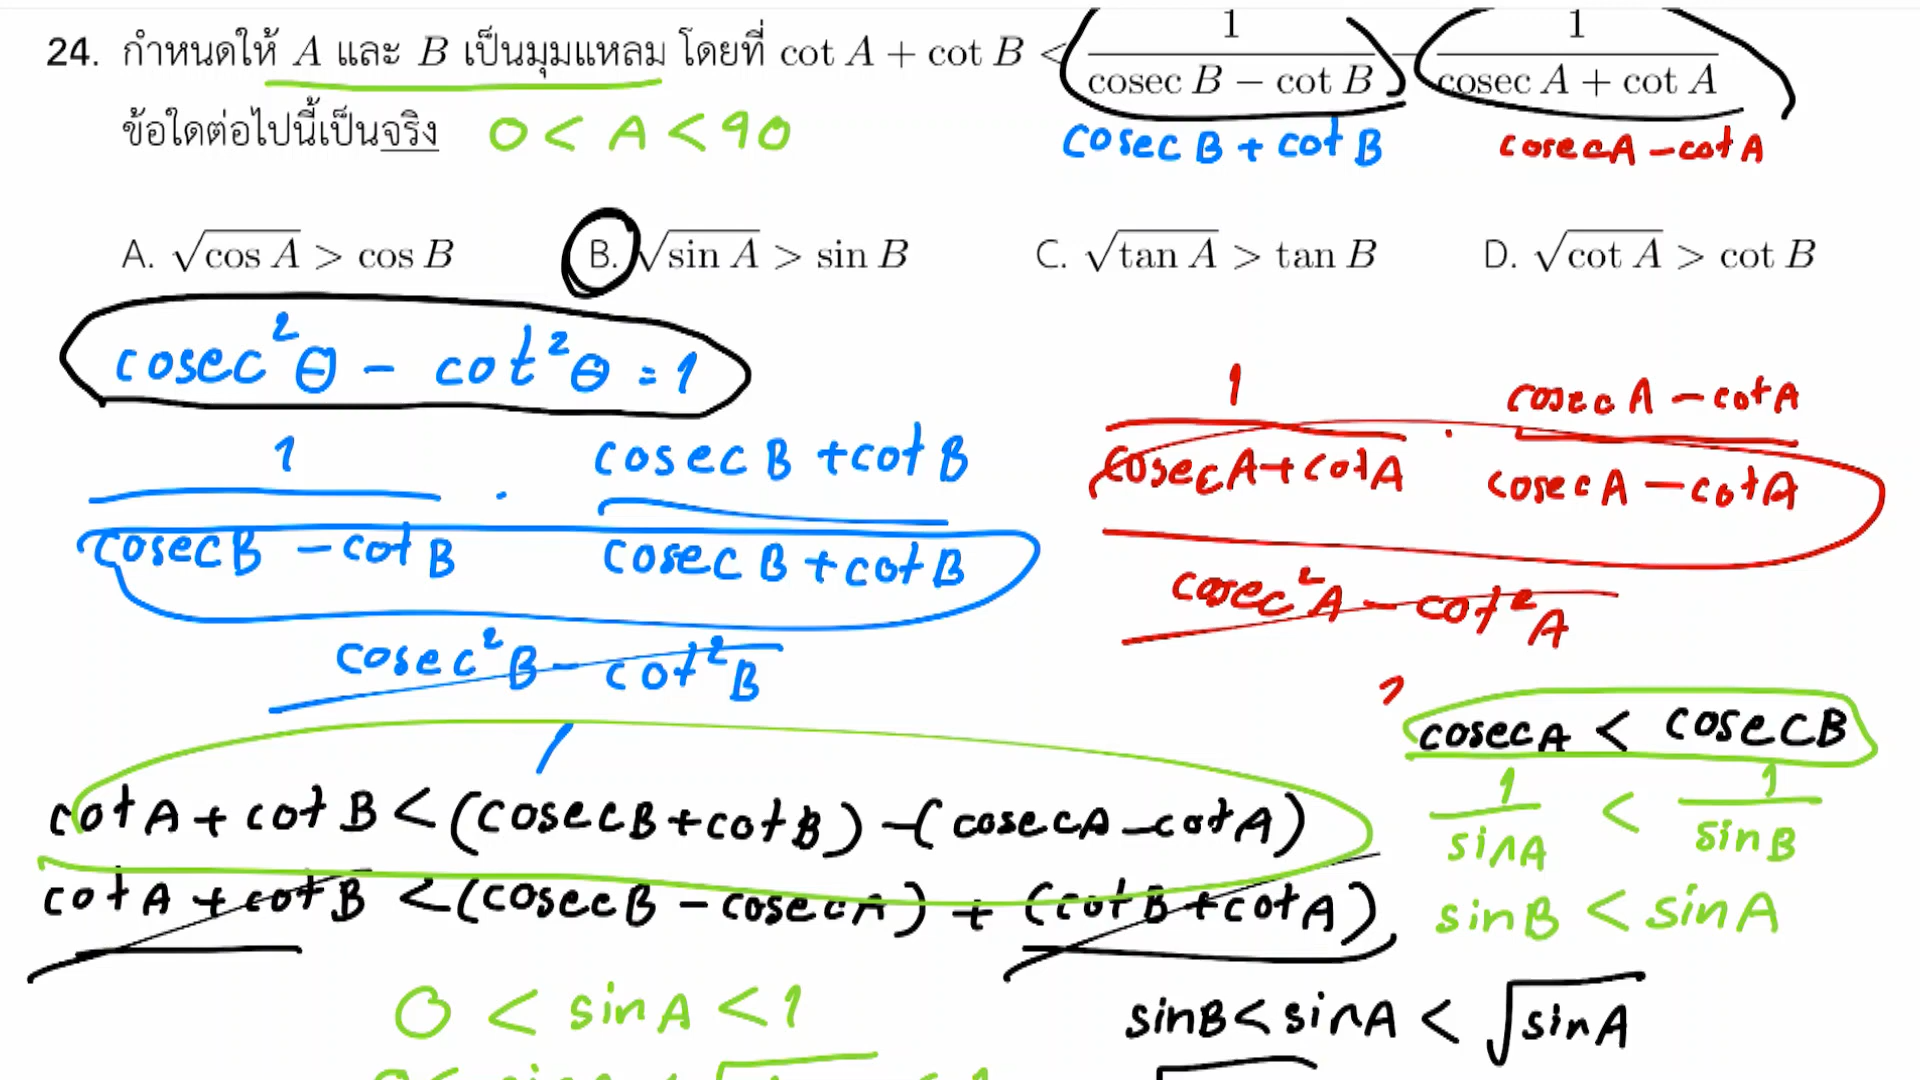 24. กำหนดให้ A และ B เป็นมุมแหลม โดยที่ cot A + cot B < 1/(cosec B − cot B) − 1/(cosec A + cot A)
cosec B + cot B cosec A − cot A
ข้อใดต่อไปนี้เป็นจริง 0 < A < 90
A. √cos A > cos B B. √sin A > sin B C. √tan A > tan B D. √cot A > cot B
cosec²θ − cot²θ = 1
1/(cosec B − cot B) · (cosec B + cot B)/(cosec B + cot B)
cosec²B − cot²B
1
1/(cosec A + cot A) · (cosec A − cot A)/(cosec A − cot A)
cosec²A − cot²A
cosec A < cosec B
1/sin A < 1/sin B
sin B < sin A
cot A + cot B < (cosec B + cot B) − (cosec A − cot A)
cot A + cot B < (cosec B − cosec A) + (cot B + cot A)
0 < sin A < 1
sin B < sin A < √sin A